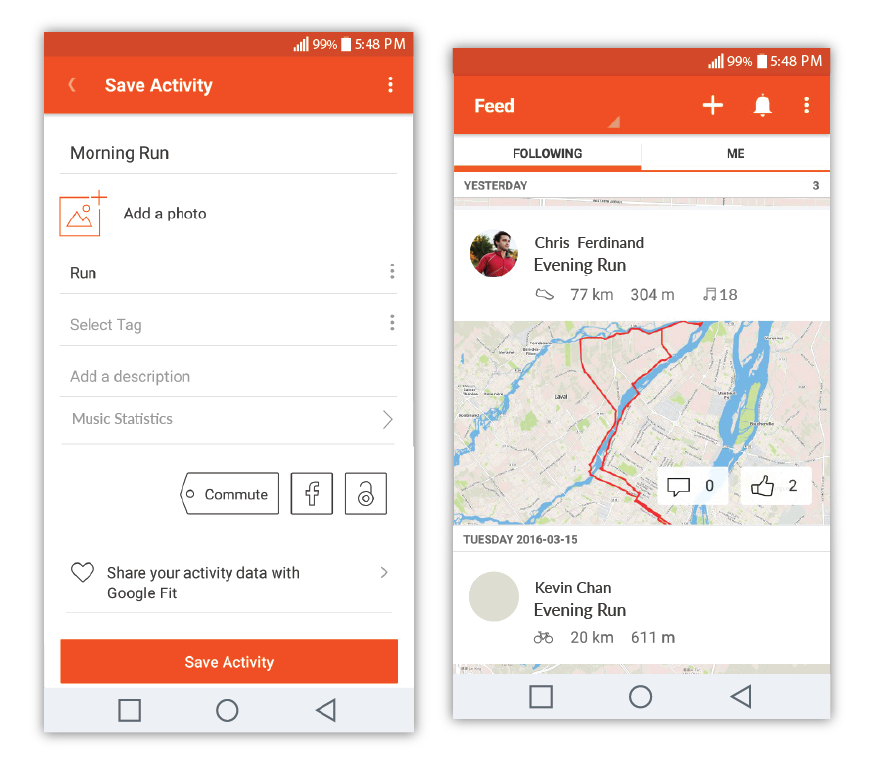 99% 5:48 PM
Save Activity
Morning Run
Add a photo
Run
Select Tag
Add a description
Music Statistics
Commute
Share your activity data with
Google Fit
Save Activity
99% 5:48 PM
Feed
FOLLOWING ME
YESTERDAY 3
Chris Ferdinand
Evening Run
77 km 304 m 18
Laval
Boucherville
0 2
TUESDAY 2016-03-15
Kevin Chan
Evening Run
20 km 611 m